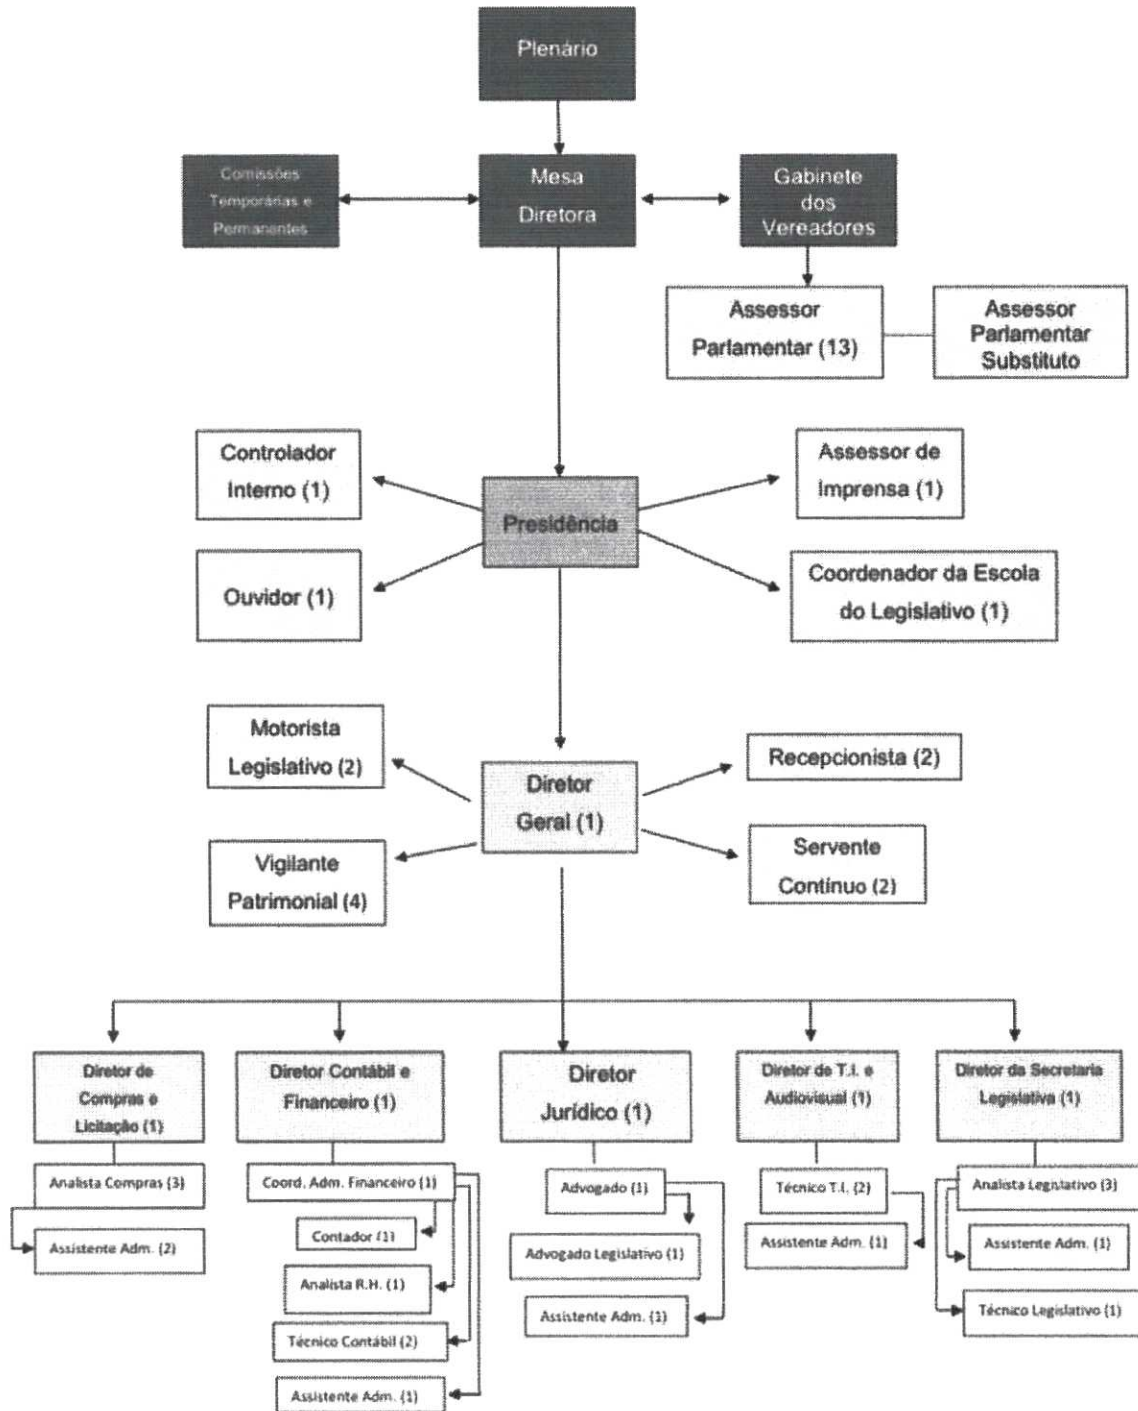 Plenário
Comissões
Temporárias e
Permanentes
Mesa
Diretora
Gabinete
dos
Vereadores
Assessor
Parlamentar (13)
Assessor
Parlamentar
Substituto
Controlador
Interno (1)
Assessor de
Imprensa (1)
Presidência
Ouvidor (1)
Coordenador da Escola
do Legislativo (1)
Motorista
Legislativo (2)
Recepcionista (2)
Diretor
Geral (1)
Vigilante
Patrimonial (4)
Servente
Contínuo (2)
Diretor de
Compras e
Licitação (1)
Diretor Contábil e
Financeiro (1)
Diretor
Jurídico (1)
Diretor de T.I. e
Audiovisual (1)
Diretor da Secretaria
Legislativa (1)
Analista Compras (3)
Assistente Adm. (2)
Coord. Adm. Financeiro (1)
Contador (1)
Analista R.H. (1)
Técnico Contábil (2)
Assistente Adm. (1)
Advogado (1)
Advogado Legislativo (1)
Assistente Adm. (1)
Técnico T.I. (2)
Assistente Adm. (1)
Analista Legislativo (3)
Assistente Adm. (1)
Técnico Legislativo (1)